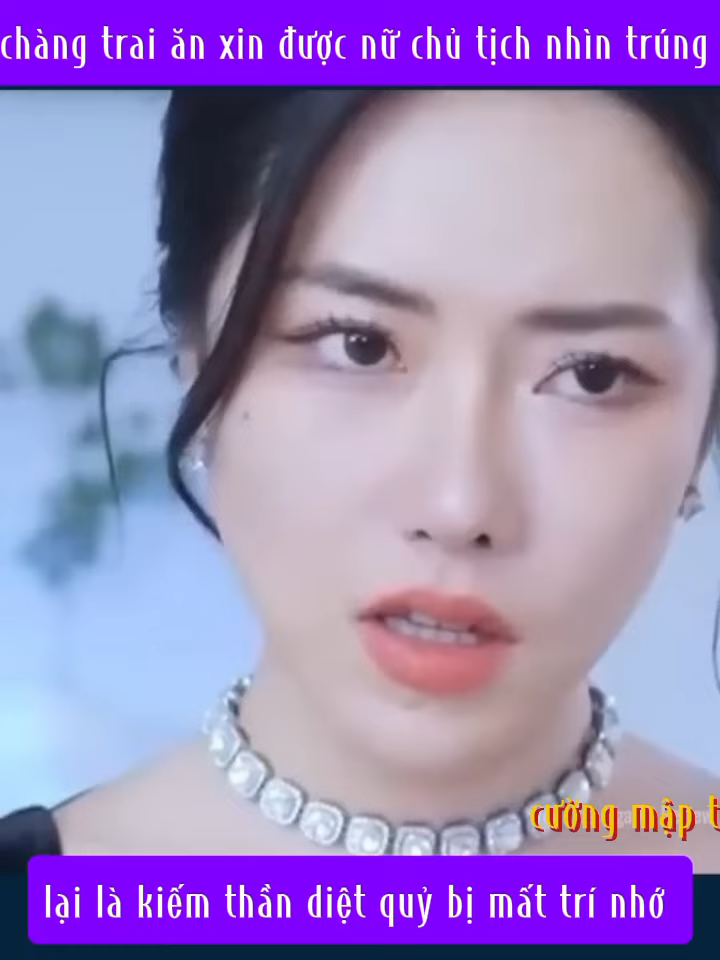 chàng trai ăn xin được nữ chủ tịch nhìn trúng
cường mập
lại là kiếm thần diệt quỷ bị mất trí nhớ